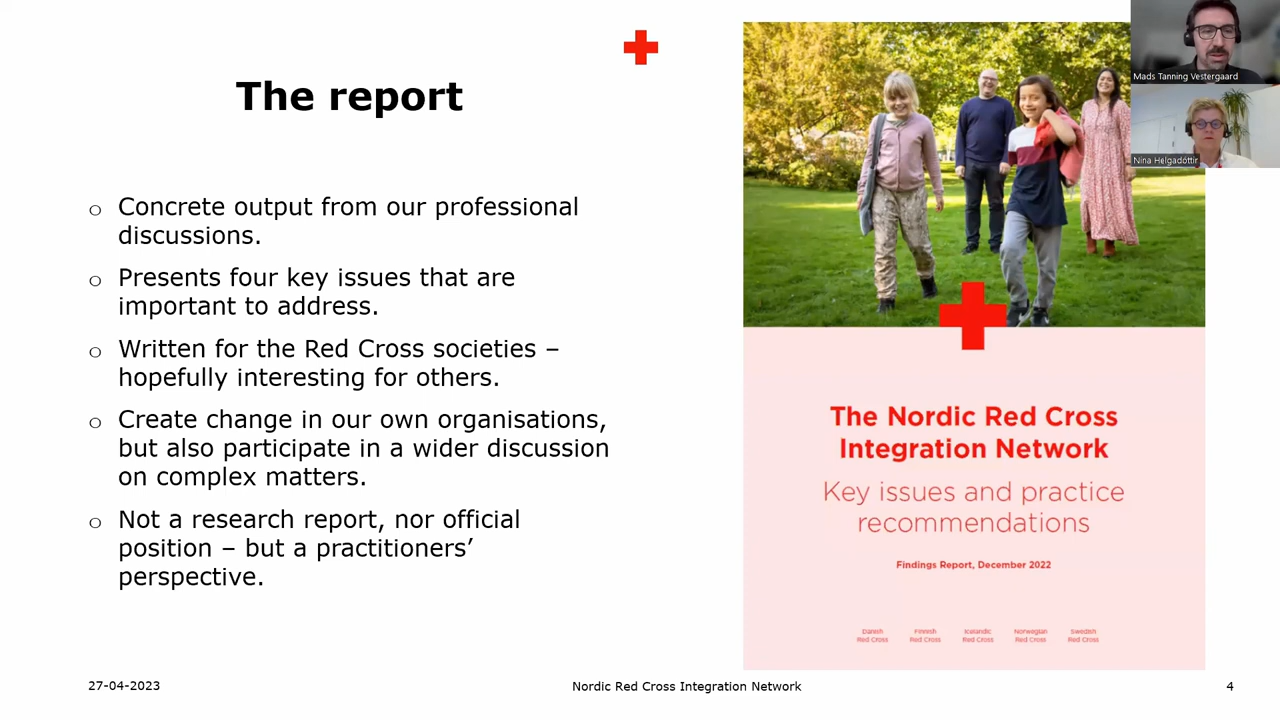 The report
o Concrete output from our professional
discussions.
o Presents four key issues that are
important to address.
o Written for the Red Cross societies –
hopefully interesting for others.
o Create change in our own organisations,
but also participate in a wider discussion
on complex matters.
o Not a research report, nor official
position – but a practitioners’
perspective.
Mads Tanning Vestergaard
Nina Helgadóttir
The Nordic Red Cross
Integration Network
Key issues and practice
recommendations
Findings Report, December 2022
Danish Finnish Icelandic Norwegian Swedish
Red Cross Red Cross Red Cross Red Cross Red Cross
27-04-2023
Nordic Red Cross Integration Network
4